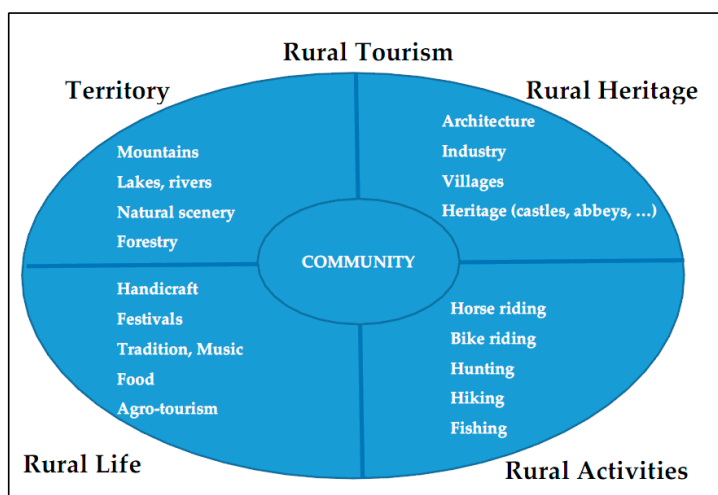 Rural Tourism
Territory
Rural Heritage
Mountains
Lakes, rivers
Natural scenery
Forestry
Architecture
Industry
Villages
Heritage (castles, abbeys, ...)
COMMUNITY
Handicraft
Festivals
Tradition, Music
Food
Agro-tourism
Horse riding
Bike riding
Hunting
Hiking
Fishing
Rural Life
Rural Activities